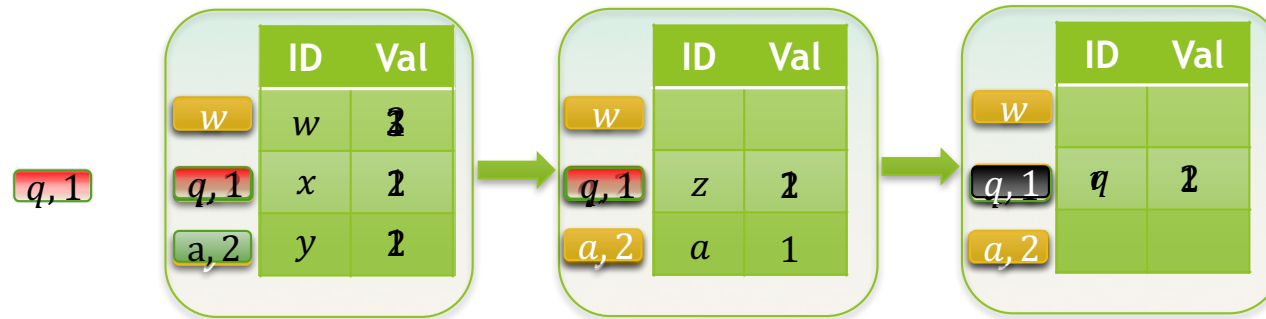 ID Val
w
w
q, 1
q, 1
x
a, 2
y
ID Val
w
q, 1
z
a, 2
a
1
ID Val
w
q, 1
a, 2